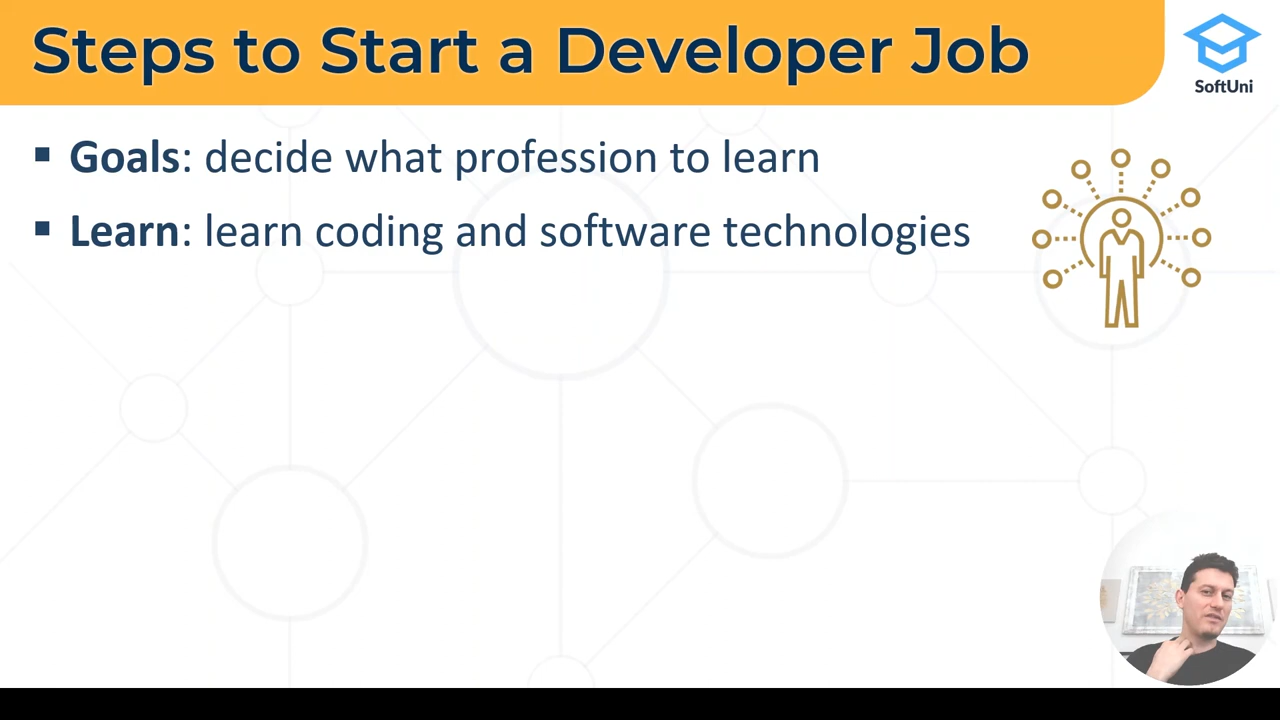 Steps to Start a Developer Job
SoftUni
▪ Goals: decide what profession to learn
▪ Learn: learn coding and software technologies